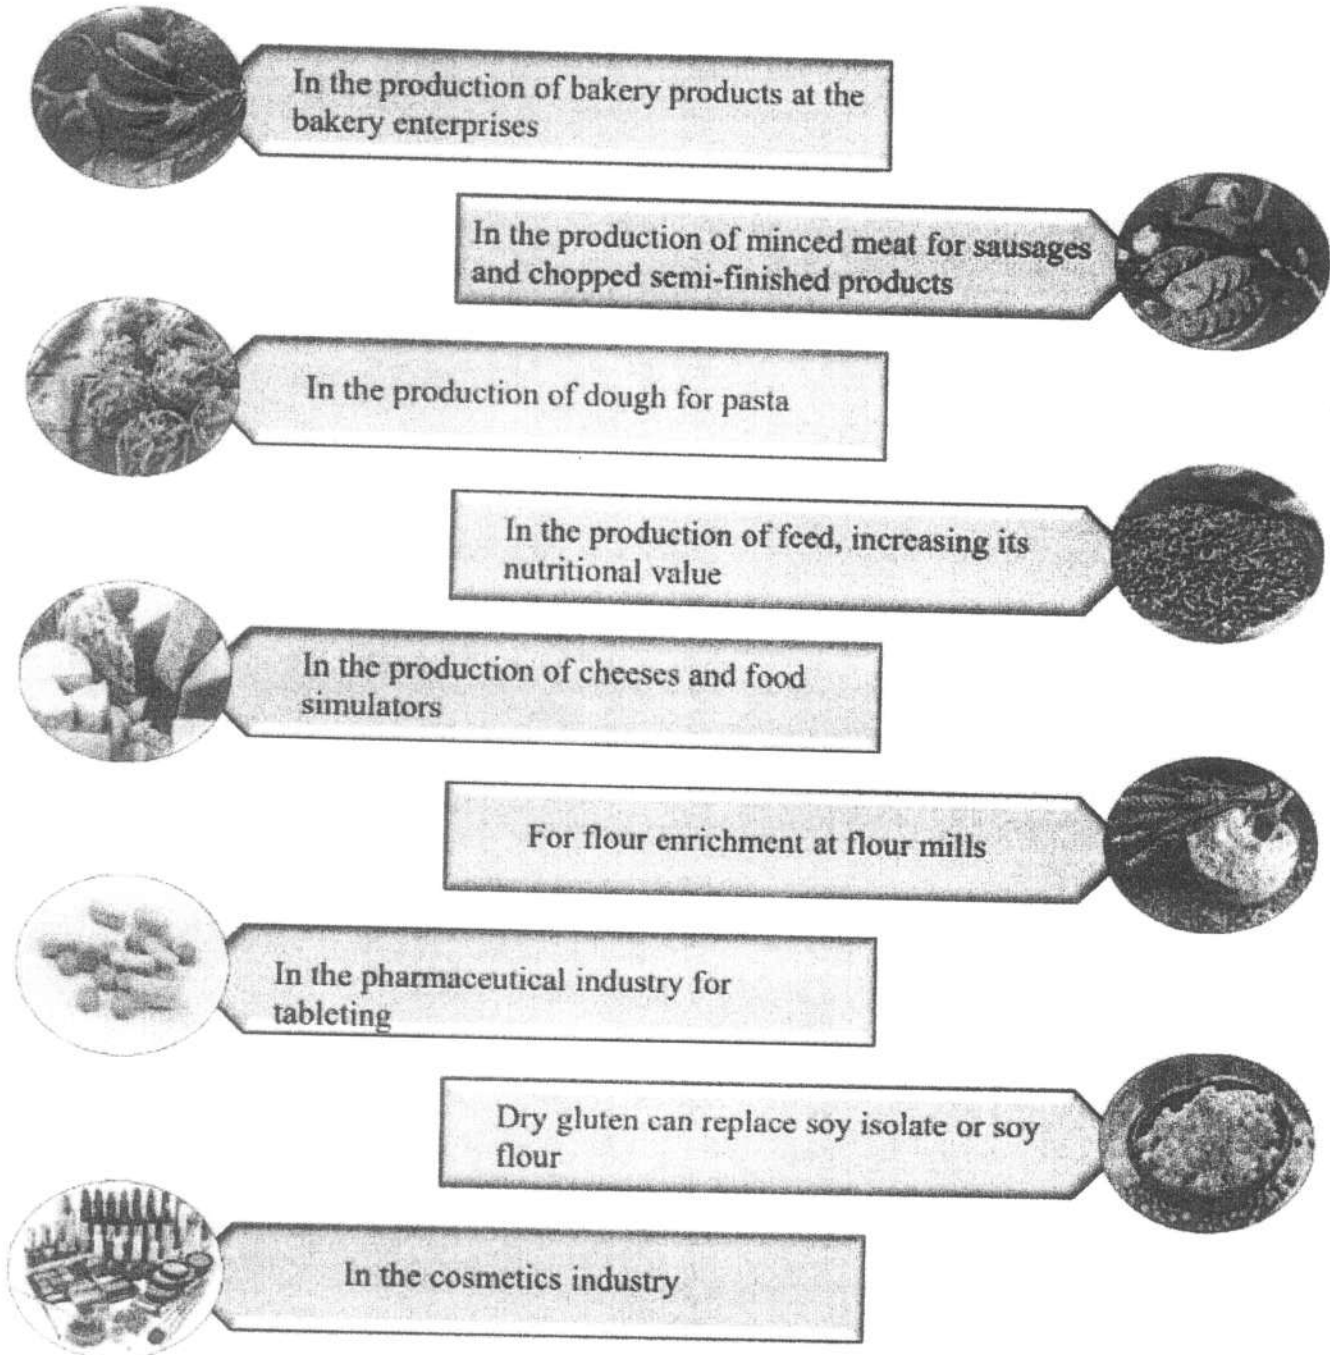 In the production of bakery products at the
bakery enterprises
In the production of minced meat for sausages
and chopped semi-finished products
In the production of dough for pasta
In the production of feed, increasing its
nutritional value
In the production of cheeses and food
simulators
For flour enrichment at flour mills
In the pharmaceutical industry for
tableting
Dry gluten can replace soy isolate or soy
flour
In the cosmetics industry